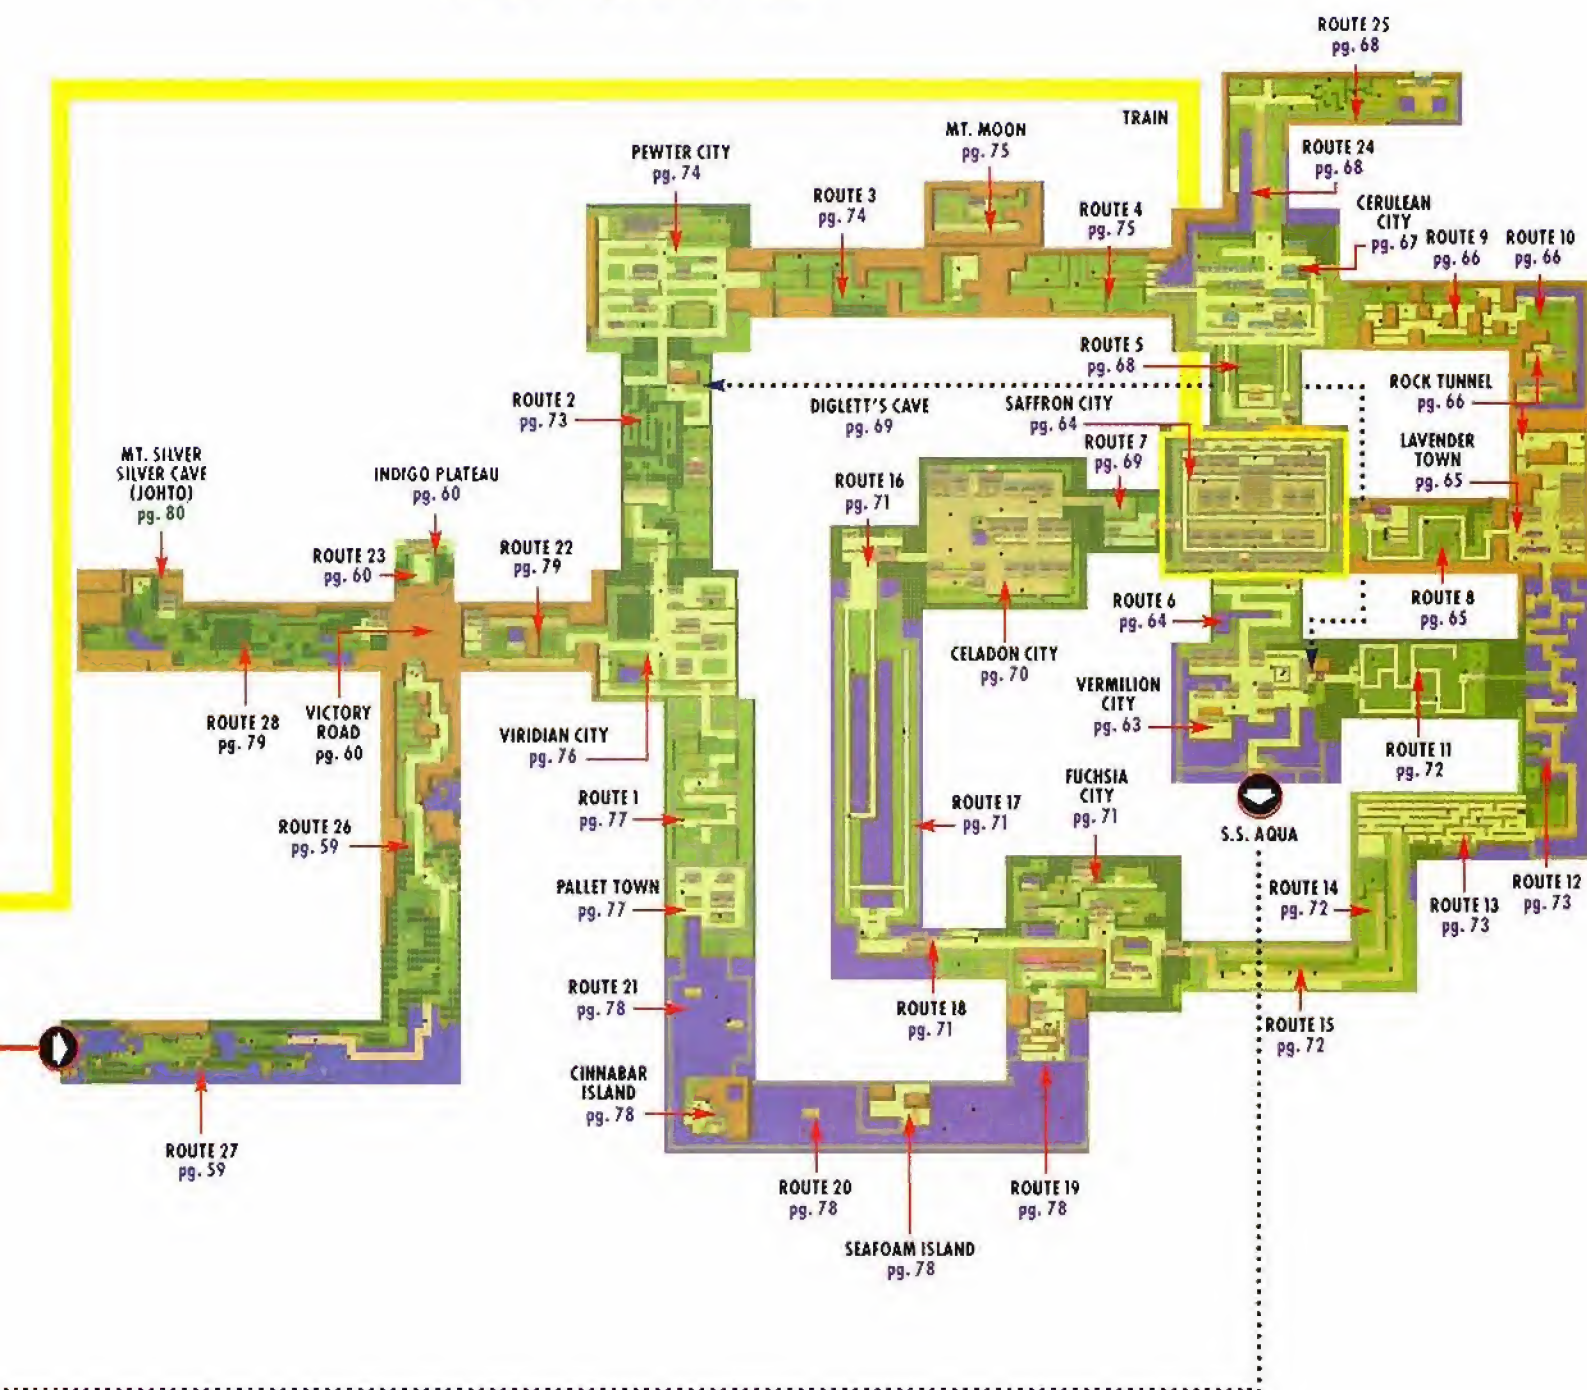 ROUTE 25
pg. 68
TRAIN
MT. MOON
pg. 75
PEWTER CITY
pg. 74
ROUTE 24
pg. 68
ROUTE 3
pg. 74
ROUTE 4
pg. 75
CERULEAN
CITY
pg. 67
ROUTE 9
pg. 66
ROUTE 10
pg. 66
ROUTE 5
pg. 68
ROUTE 2
pg. 73
DIGLETT'S CAVE
pg. 69
SAFFRON CITY
pg. 64
ROCK TUNNEL
pg. 66
ROUTE 7
pg. 69
LAVENDER
TOWN
pg. 65
MT. SILVER
SILVER CAVE
(JOHTO)
pg. 80
INDIGO PLATEAU
pg. 60
ROUTE 16
pg. 71
ROUTE 23
pg. 60
ROUTE 22
pg. 79
ROUTE 6
pg. 64
ROUTE 8
pg. 65
CELADON CITY
pg. 70
VERMILION
CITY
pg. 63
ROUTE 28
pg. 79
VICTORY
ROAD
pg. 60
VIRIDIAN CITY
pg. 76
ROUTE 11
pg. 72
ROUTE 1
pg. 77
ROUTE 17
pg. 71
FUCHSIA
CITY
pg. 71
S.S. AQUA
ROUTE 26
pg. 59
PALLET TOWN
pg. 77
ROUTE 14
pg. 72
ROUTE 13
pg. 73
ROUTE 12
pg. 73
ROUTE 21
pg. 78
ROUTE 18
pg. 71
ROUTE 15
pg. 72
CINNABAR
ISLAND
pg. 78
ROUTE 27
pg. 59
ROUTE 20
pg. 78
ROUTE 19
pg. 78
SEAFOAM ISLAND
pg. 78